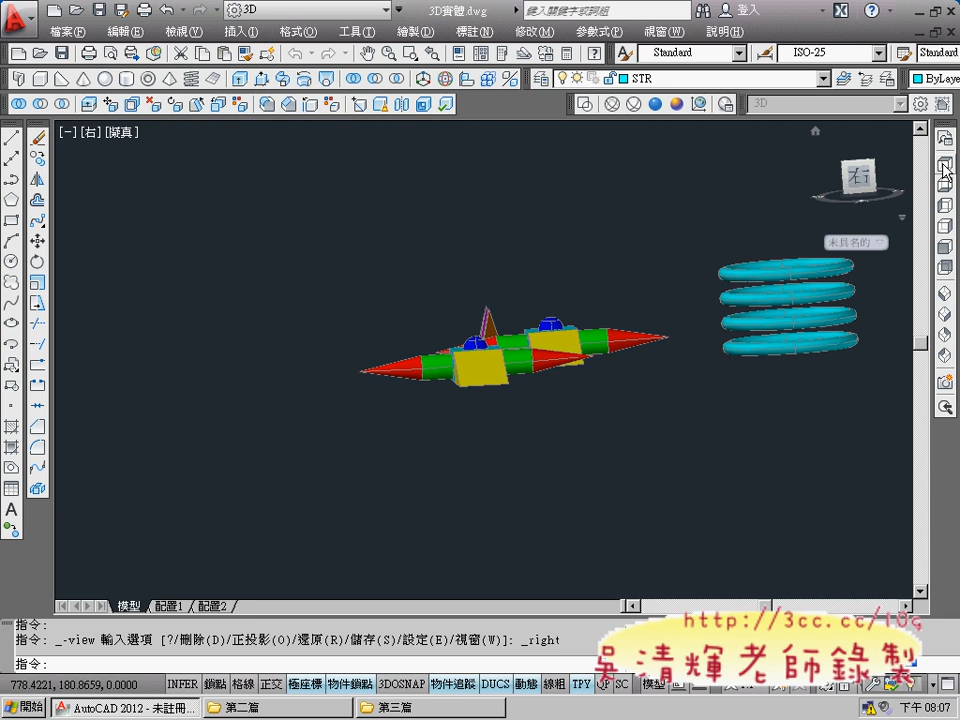 3D
3D實體.dwg
鍵入關鍵字或詞組
登入
檔案(F) 編輯(E) 檢視(V) 插入(I) 格式(O) 工具(T) 繪製(D) 標註(N) 修改(M) 參數式(P) 視窗(W) 說明(H)
Standard ISO-25 Standard
STR ByLaye
3D
[−][右][擬真]
右
未具名的
模型 配置1 配置2
指令:
指令: _-view 輸入選項 [?/刪除(D)/正投影(O)/還原(R)/儲存(S)/設定(E)/視窗(W)]: _right
指令:
http://3cc.cc/10g
吳清輝老師錄製
778.4221, 180.8659, 0.0000 INFER 鎖點 格線 正交 極座標 物件鎖點 3DOSNAP 物件追蹤 DUCS 動態 線粗 TPY QP SC 模型
開始 AutoCAD 2012 - 未註冊... 第二篇 第三篇 下午 08:07